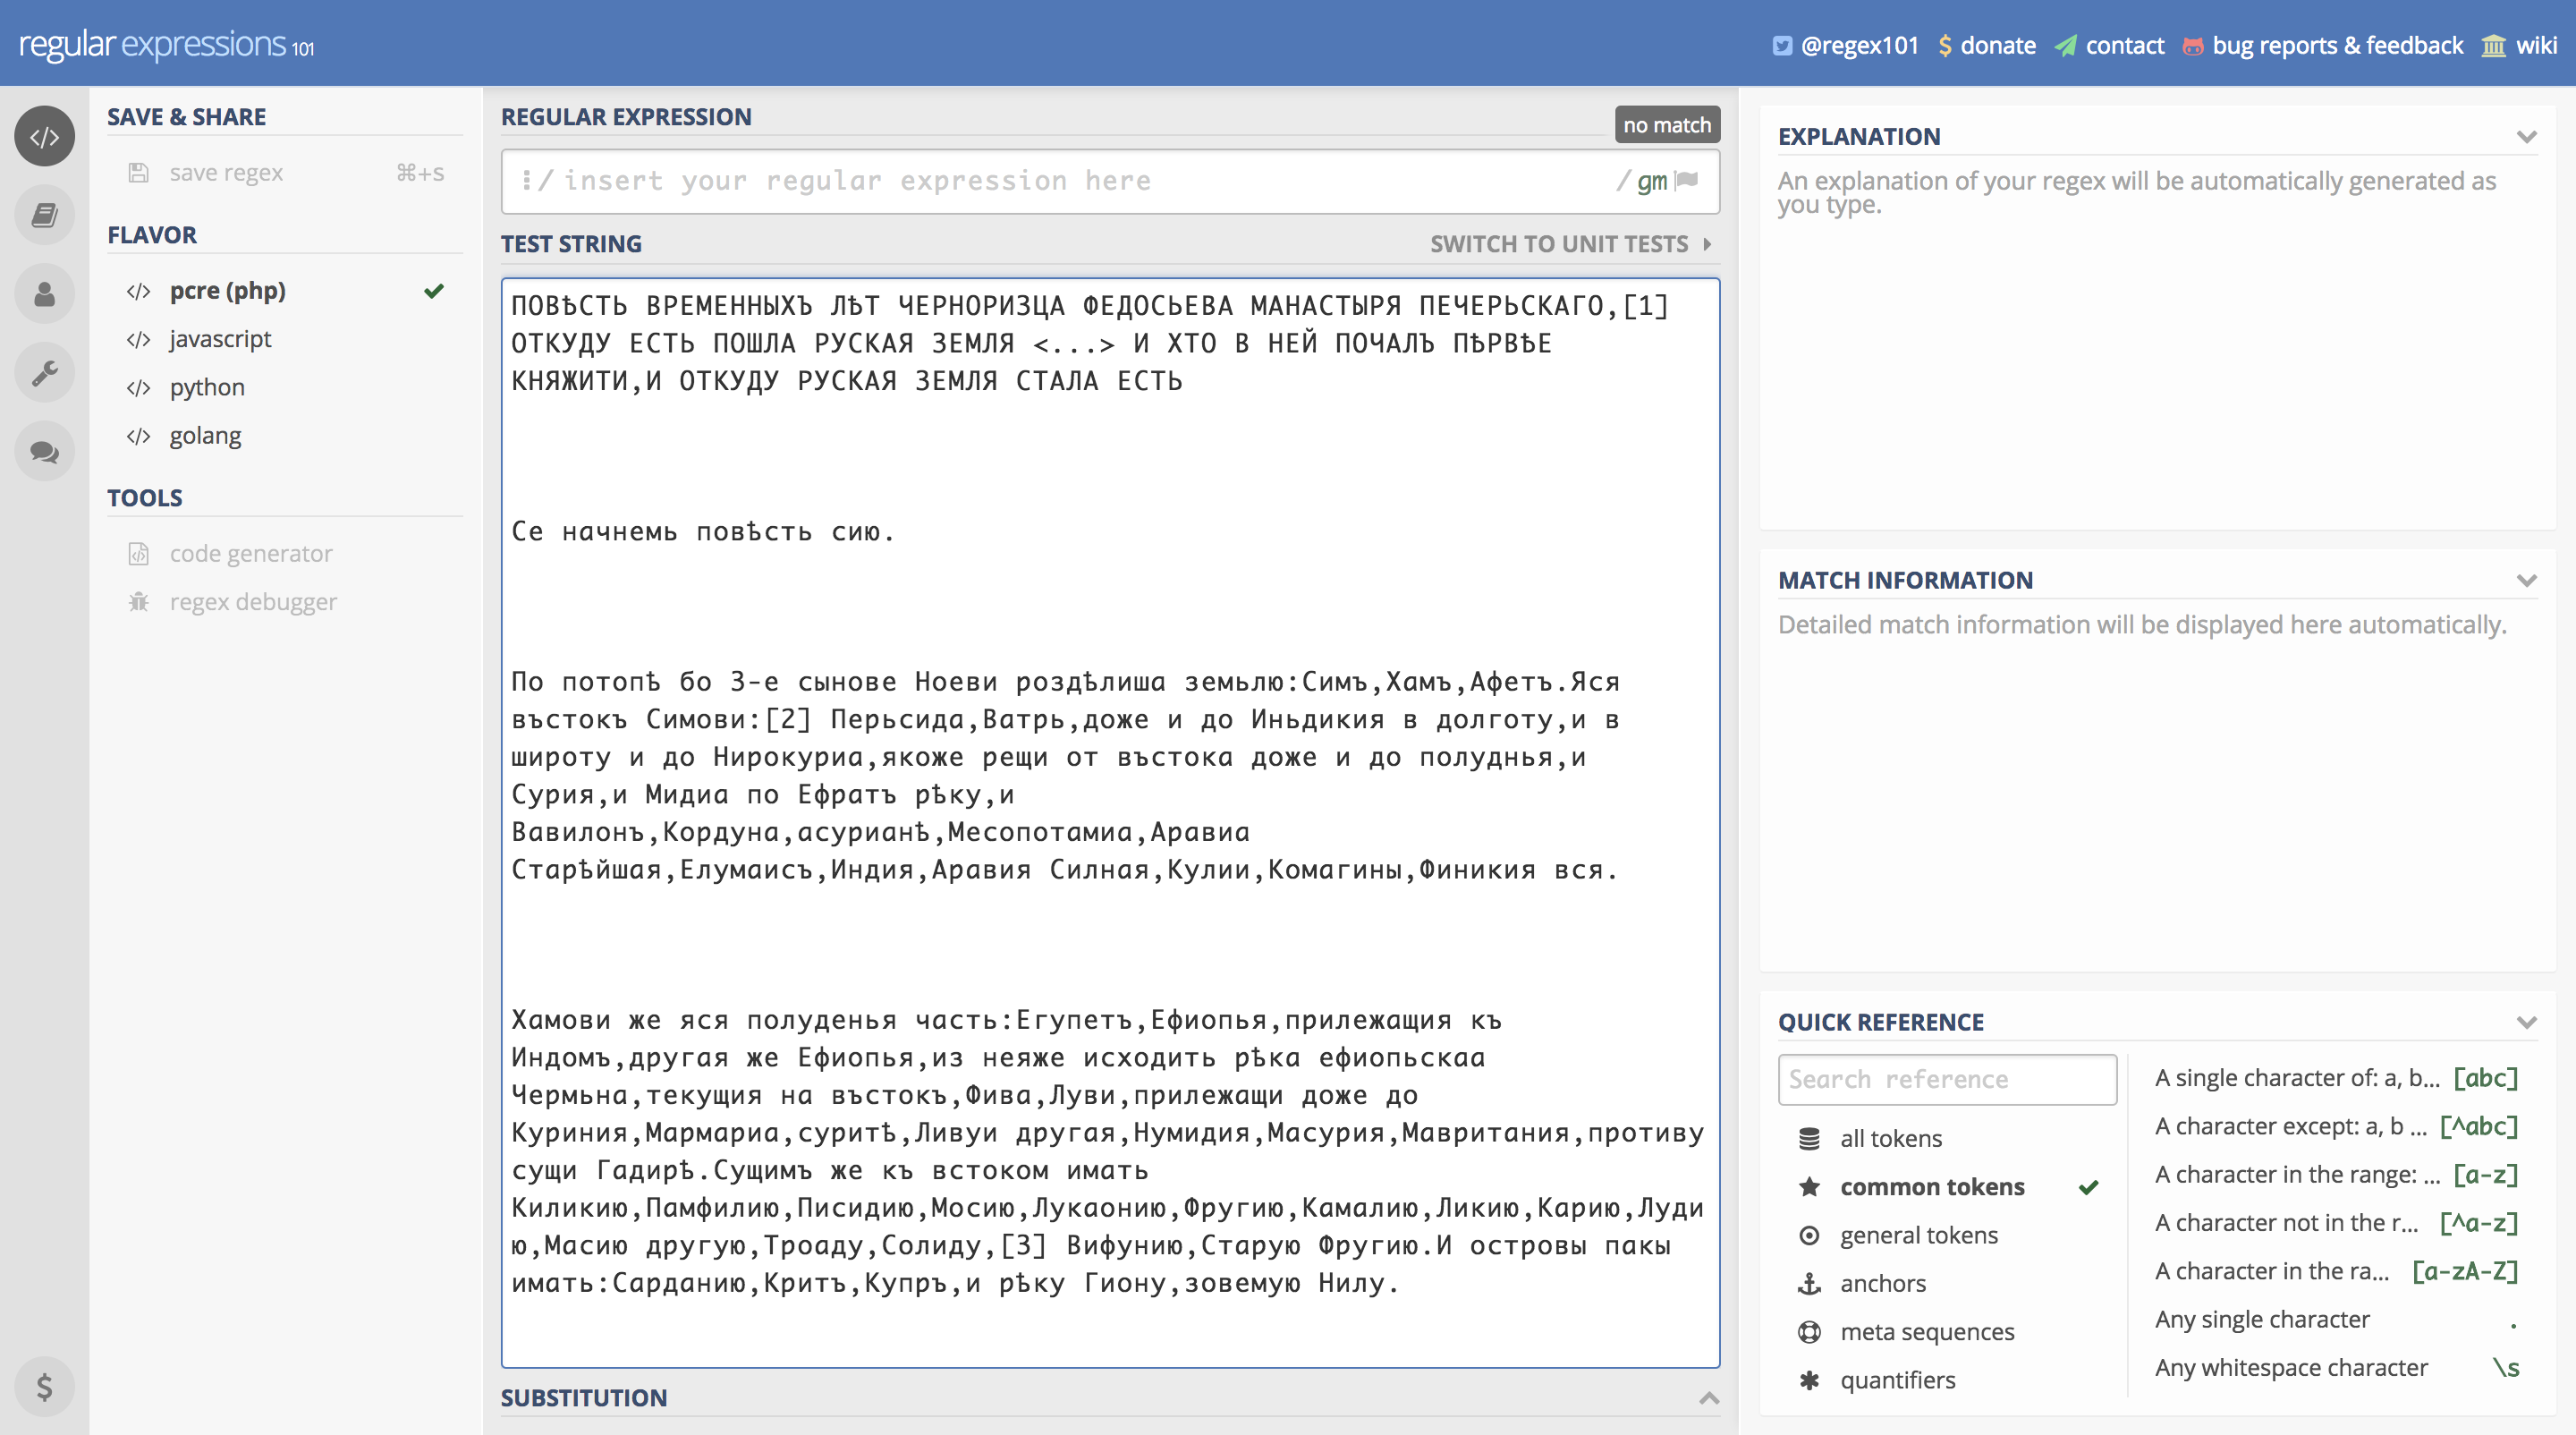 regular expressions 101
@regex101 donate contact bug reports & feedback wiki
SAVE & SHARE
save regex ⌘+s
FLAVOR
</> pcre (php)
</> javascript
</> python
</> golang
TOOLS
code generator
regex debugger
REGULAR EXPRESSION
no match
/ insert your regular expression here / gm
TEST STRING
SWITCH TO UNIT TESTS
ПОВѢСТЬ ВРЕМЕННЫХЪ ЛѢТ ЧЕРНОРИЗЦА ФЕДОСЬЕВА МАНАСТЫРЯ ПЕЧЕРЬСКАГО,[1]
ОТКУДУ ЕСТЬ ПОШЛА РУСКАЯ ЗЕМЛЯ <...> И ХТО В НЕЙ ПОЧАЛЪ ПѢРВѢЕ
КНЯЖИТИ,И ОТКУДУ РУСКАЯ ЗЕМЛЯ СТАЛА ЕСТЬ
Се начнемь повѣсть сию.
По потопѣ бо 3-е сынове Ноеви роздѣлиша земьлю:Симъ,Хамъ,Афетъ.Яся
въстокъ Симови:[2] Перьсида,Ватрь,доже и до Иньдикия в долготу,и в
широту и до Нирокуриа,якоже рещи от въстока доже и до полуднья,и
Сурия,и Мидиа по Ефратъ рѣку,и
Вавилонъ,Кордуна,асурианѣ,Месопотамиа,Аравиа
Старѣйшая,Елумаисъ,Индия,Аравия Силная,Кулии,Комагины,Финикия вся.
Хамови же яся полуденья часть:Егупетъ,Ефиопья,прилежащия къ
Индомъ,другая же Ефиопья,из неяже исходить рѣка ефиопьскаа
Чермьна,текущия на въстокъ,Фива,Луви,прилежащи доже до
Куриния,Мармариа,суритѣ,Ливуи другая,Нумидия,Масурия,Мавритания,противу
сущи Гадирѣ.Сущимъ же къ встоком имать
Киликию,Памфилию,Писидию,Мосию,Лукаонию,Фругию,Камалию,Ликию,Карию,Луди
ю,Масию другую,Троаду,Солиду,[3] Вифунию,Старую Фругию.И островы пакы
имать:Сарданию,Критъ,Купръ,и рѣку Гиону,зовемую Нилу.
SUBSTITUTION
EXPLANATION
An explanation of your regex will be automatically generated as
you type.
MATCH INFORMATION
Detailed match information will be displayed here automatically.
QUICK REFERENCE
Search reference
all tokens
common tokens
general tokens
anchors
meta sequences
quantifiers
A single character of: a, b... [abc]
A character except: a, b ... [^abc]
A character in the range: ... [a-z]
A character not in the r... [^a-z]
A character in the ra... [a-zA-Z]
Any single character .
Any whitespace character \s